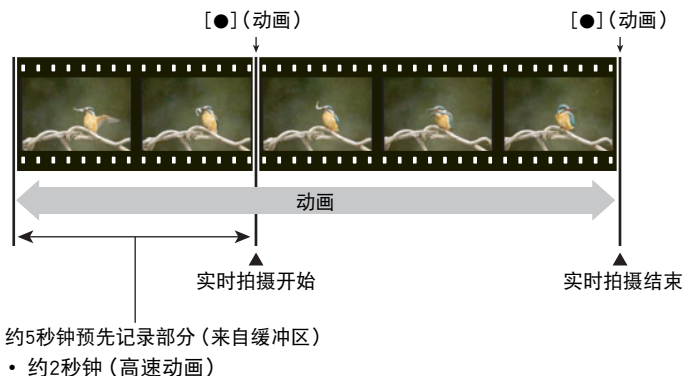 [●](动画)
[●](动画)
动画
实时拍摄开始
实时拍摄结束
约5秒钟预先记录部分(来自缓冲区)
• 约2秒钟(高速动画)